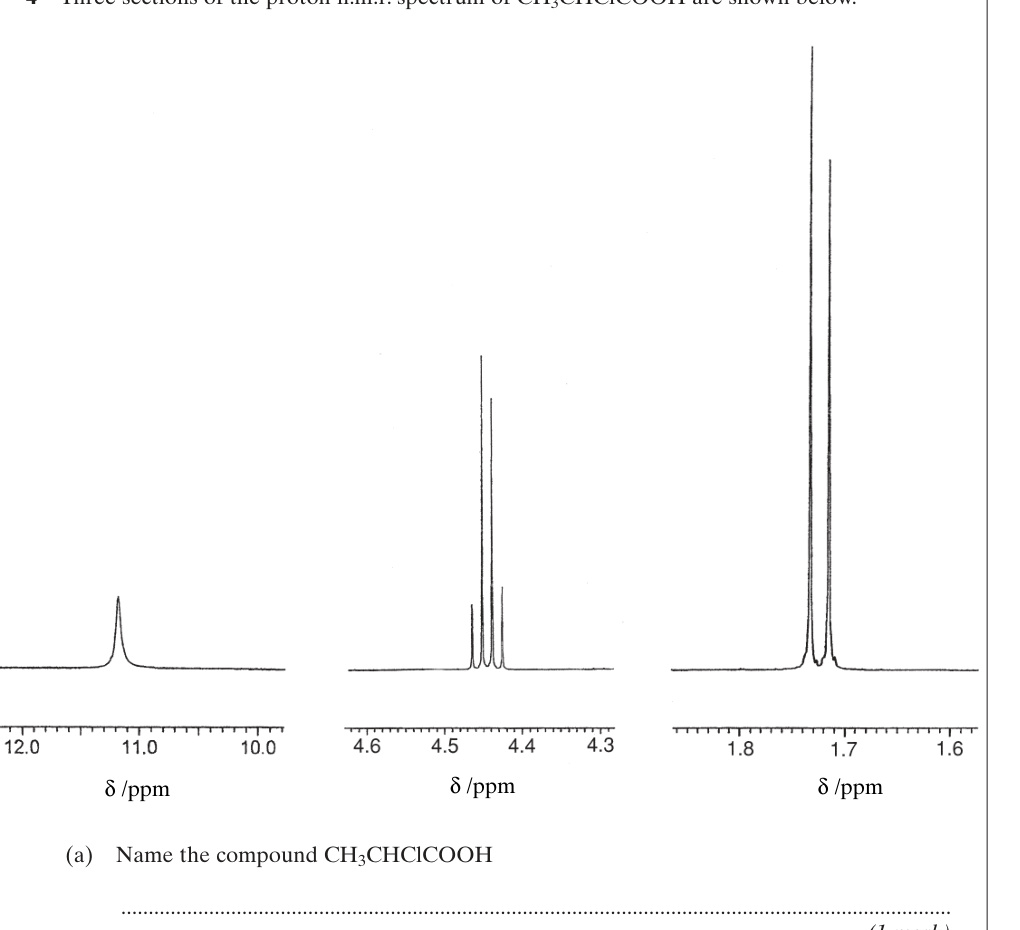 Three sections of the proton n.m.r. spectrum of CH₃CHClCOOH are shown below.
12.0 11.0 10.0 4.6 4.5 4.4 4.3 1.8 1.7 1.6
δ /ppm δ /ppm δ /ppm
(a) Name the compound CH₃CHClCOOH
(1 mark)